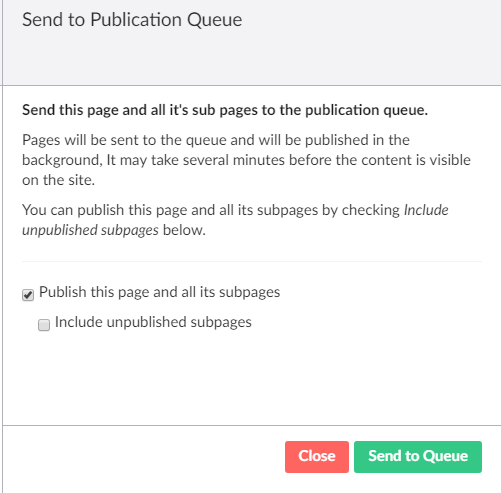 Send to Publication Queue
Send this page and all it's sub pages to the publication queue.
Pages will be sent to the queue and will be published in the
background, It may take several minutes before the content is visible
on the site.
You can publish this page and all its subpages by checking Include
unpublished subpages below.
Publish this page and all its subpages
Include unpublished subpages
Close
Send to Queue